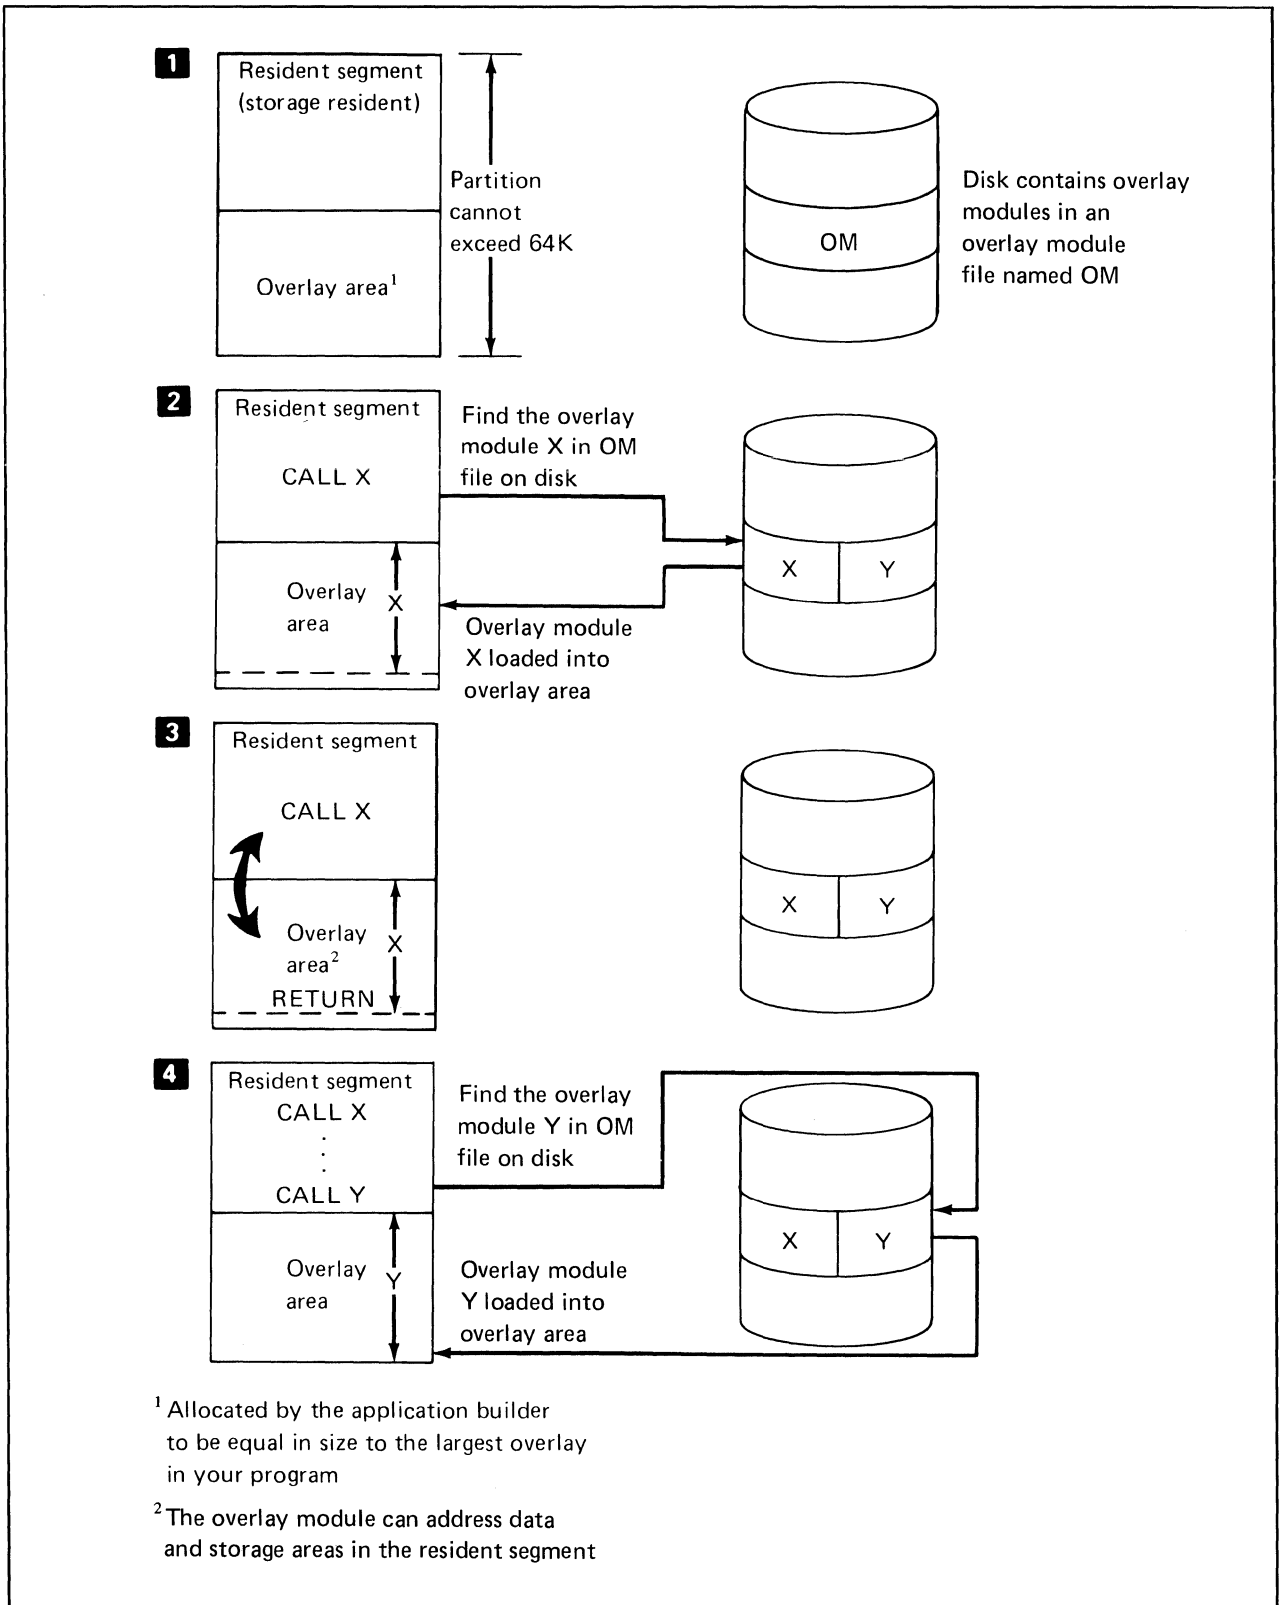 1
Resident segment
(storage resident)
Overlay area¹
Partition
cannot
exceed 64K
OM
Disk contains overlay
modules in an
overlay module
file named OM
2
Resident segment
CALL X
Overlay
area
X
Find the overlay
module X in OM
file on disk
Overlay module
X loaded into
overlay area
X Y
3
Resident segment
CALL X
Overlay
area²
X
RETURN
X Y
4
Resident segment
CALL X
.
.
.
CALL Y
Overlay
area
Y
Find the overlay
module Y in OM
file on disk
Overlay module
Y loaded into
overlay area
X Y
¹ Allocated by the application builder
to be equal in size to the largest overlay
in your program
² The overlay module can address data
and storage areas in the resident segment